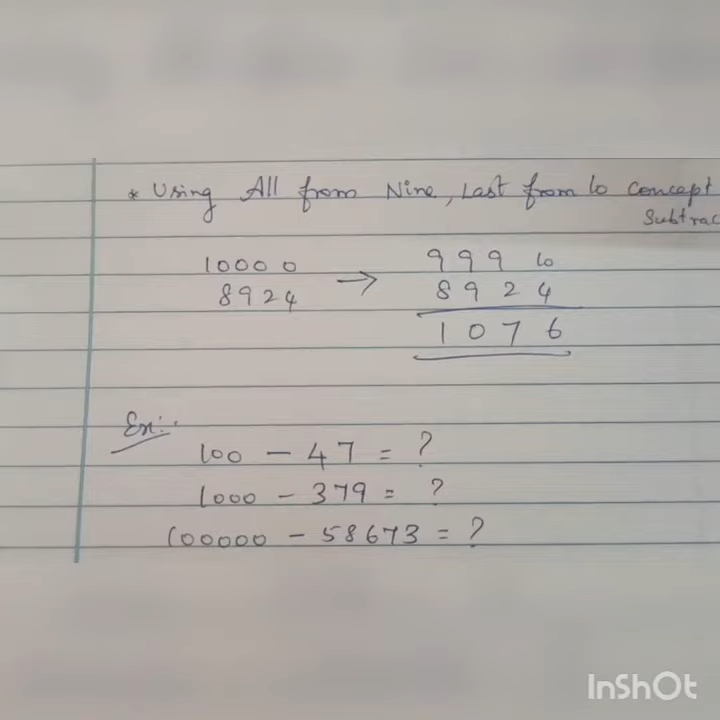 * Using All from Nine, Last from 10 Concept
Subtrac
10000 → 9 9 9 10
8924 8 9 2 4
1 0 7 6
Ex:-
100 - 47 = ?
1000 - 379 = ?
100000 - 58673 = ?
InShOt